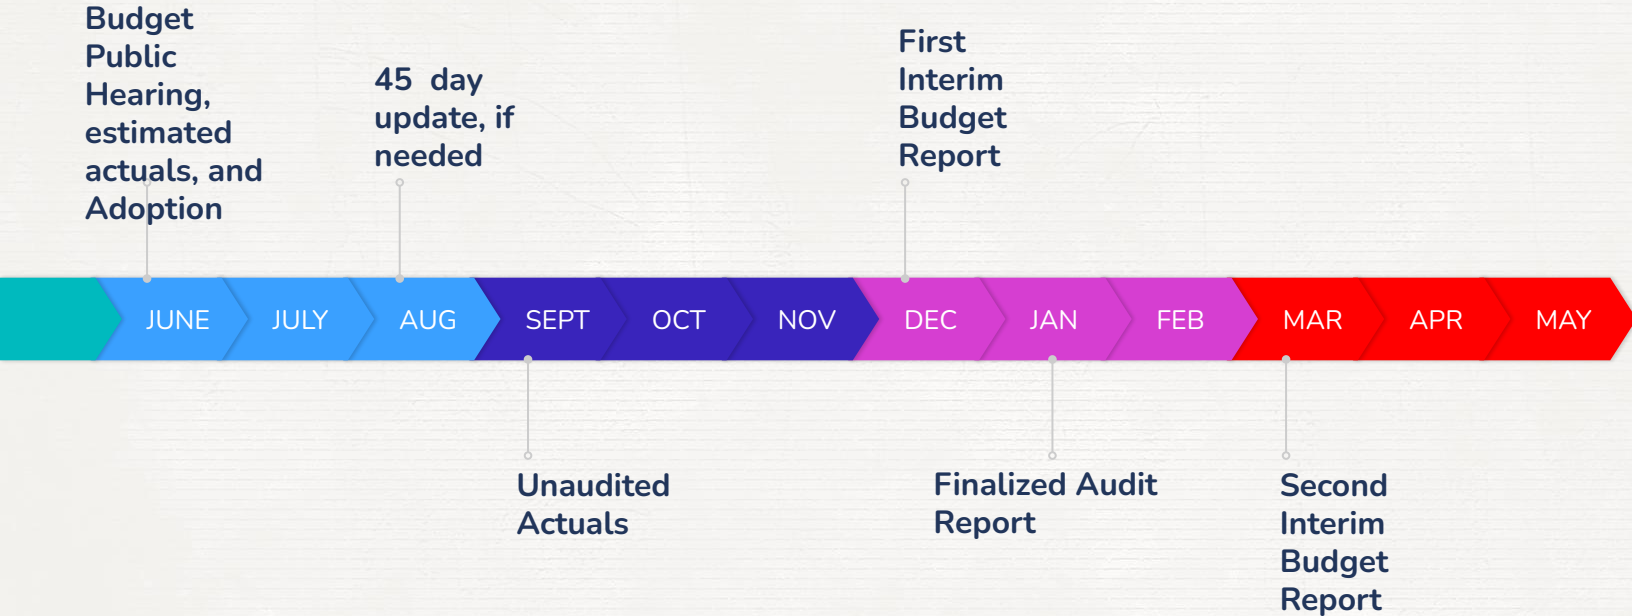 Budget
Public
Hearing,
estimated
actuals, and
Adoption
45  day
update, if
needed
First
Interim
Budget
Report
JUNE
JULY
AUG
SEPT
OCT
NOV
DEC
JAN
FEB
MAR
APR
MAY
Unaudited
Actuals
Finalized Audit
Report
Second
Interim
Budget
Report